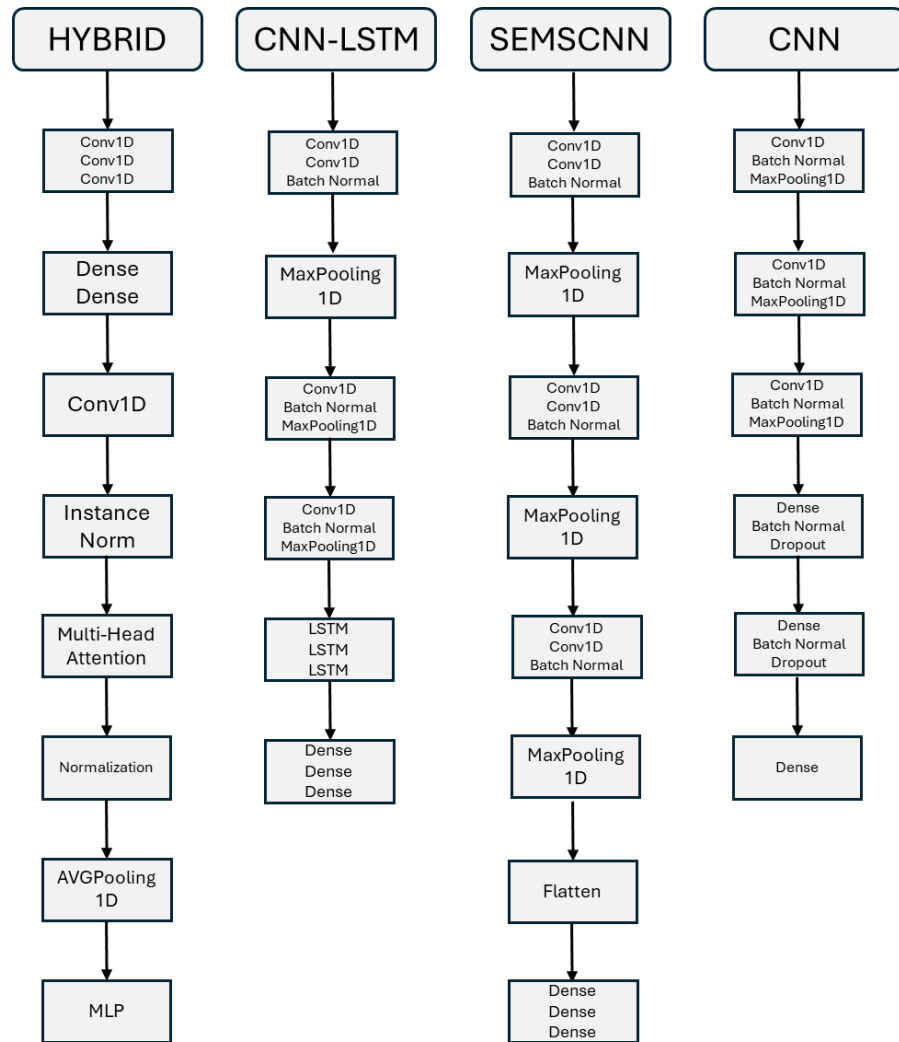 HYBRID
Conv1D
Conv1D
Conv1D
Dense
Dense
Conv1D
Instance
Norm
Multi-Head
Attention
Normalization
AVGPooling
1D
MLP
CNN-LSTM
Conv1D
Conv1D
Batch Normal
MaxPooling
1D
Conv1D
Batch Normal
MaxPooling1D
Conv1D
Batch Normal
MaxPooling1D
LSTM
LSTM
LSTM
Dense
Dense
Dense
SEMSCNN
Conv1D
Conv1D
Batch Normal
MaxPooling
1D
Conv1D
Conv1D
Batch Normal
MaxPooling
1D
Conv1D
Conv1D
Batch Normal
MaxPooling
1D
Flatten
Dense
Dense
Dense
CNN
Conv1D
Batch Normal
MaxPooling1D
Conv1D
Batch Normal
MaxPooling1D
Conv1D
Batch Normal
MaxPooling1D
Dense
Batch Normal
Dropout
Dense
Batch Normal
Dropout
Dense